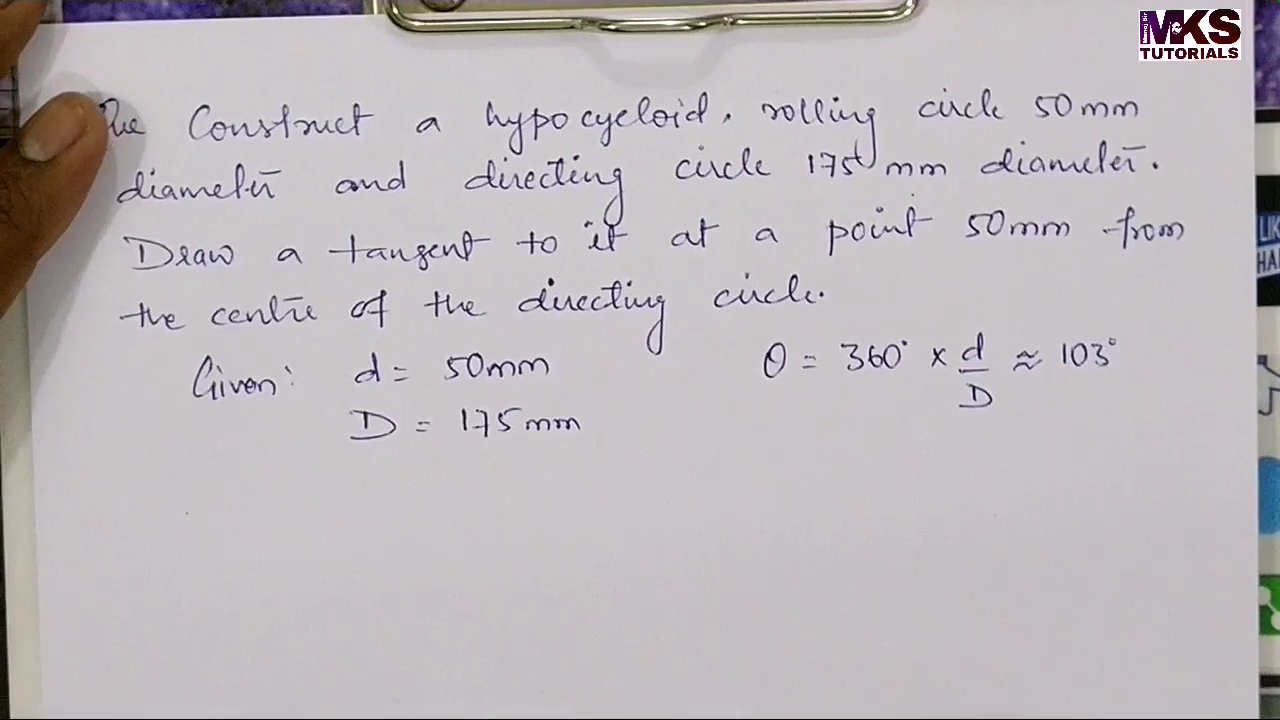 MKS
TUTORIALS
Que Construct a hypocycloid. rolling circle 50mm
diameter and directing circle 175 mm diameter.
Draw a tangent to it at a point 50mm from
the centre of the directing circle.
Given: d = 50mm
D = 175mm
θ = 360° × d/D ≈ 103°